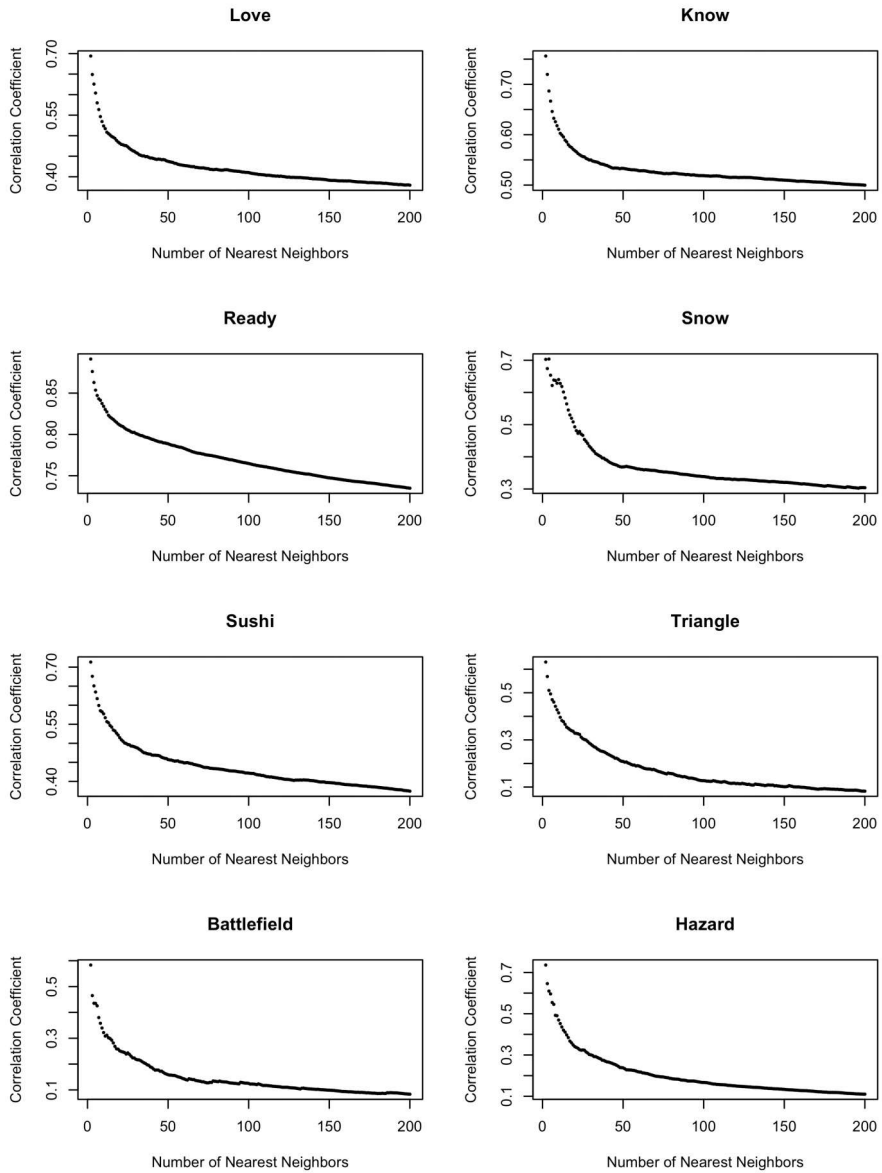 Love
Correlation Coefficient
0.70
0.55
0.40
0 50 100 150 200
Number of Nearest Neighbors
Know
Correlation Coefficient
0.70
0.60
0.50
0 50 100 150 200
Number of Nearest Neighbors
Ready
Correlation Coefficient
0.85
0.80
0.75
0 50 100 150 200
Number of Nearest Neighbors
Snow
Correlation Coefficient
0.7
0.5
0.3
0 50 100 150 200
Number of Nearest Neighbors
Sushi
Correlation Coefficient
0.70
0.55
0.40
0 50 100 150 200
Number of Nearest Neighbors
Triangle
Correlation Coefficient
0.5
0.3
0.1
0 50 100 150 200
Number of Nearest Neighbors
Battlefield
Correlation Coefficient
0.5
0.3
0.1
0 50 100 150 200
Number of Nearest Neighbors
Hazard
Correlation Coefficient
0.7
0.5
0.3
0.1
0 50 100 150 200
Number of Nearest Neighbors